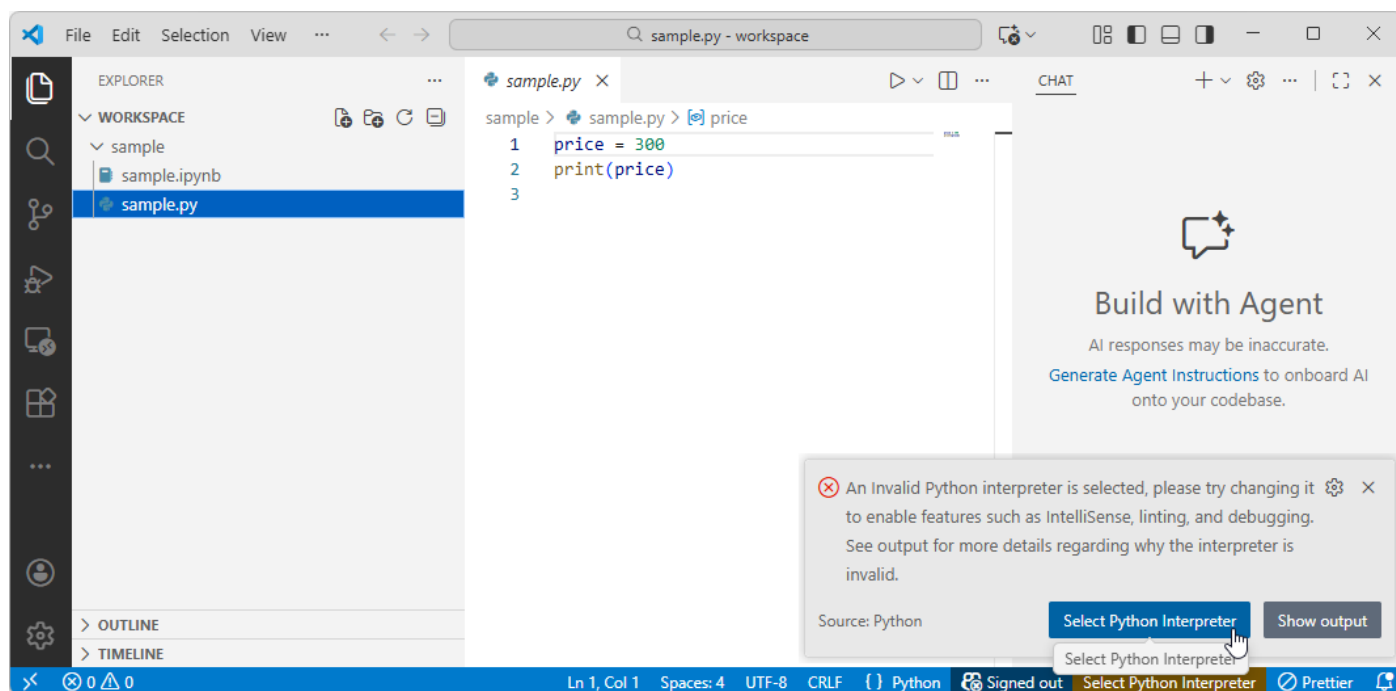 File Edit Selection View ··· sample.py - workspace
EXPLORER ···
WORKSPACE
sample
sample.ipynb
sample.py
OUTLINE
TIMELINE
sample.py
sample > sample.py > price
1 price = 300
2 print(price)
3
CHAT
Build with Agent
AI responses may be inaccurate.
Generate Agent Instructions to onboard AI
onto your codebase.
An Invalid Python interpreter is selected, please try changing it
to enable features such as IntelliSense, linting, and debugging.
See output for more details regarding why the interpreter is
invalid.
Source: Python Select Python Interpreter Show output
Select Python Interpreter
0 0 Ln 1, Col 1 Spaces: 4 UTF-8 CRLF { } Python Signed out Select Python Interpreter Prettier